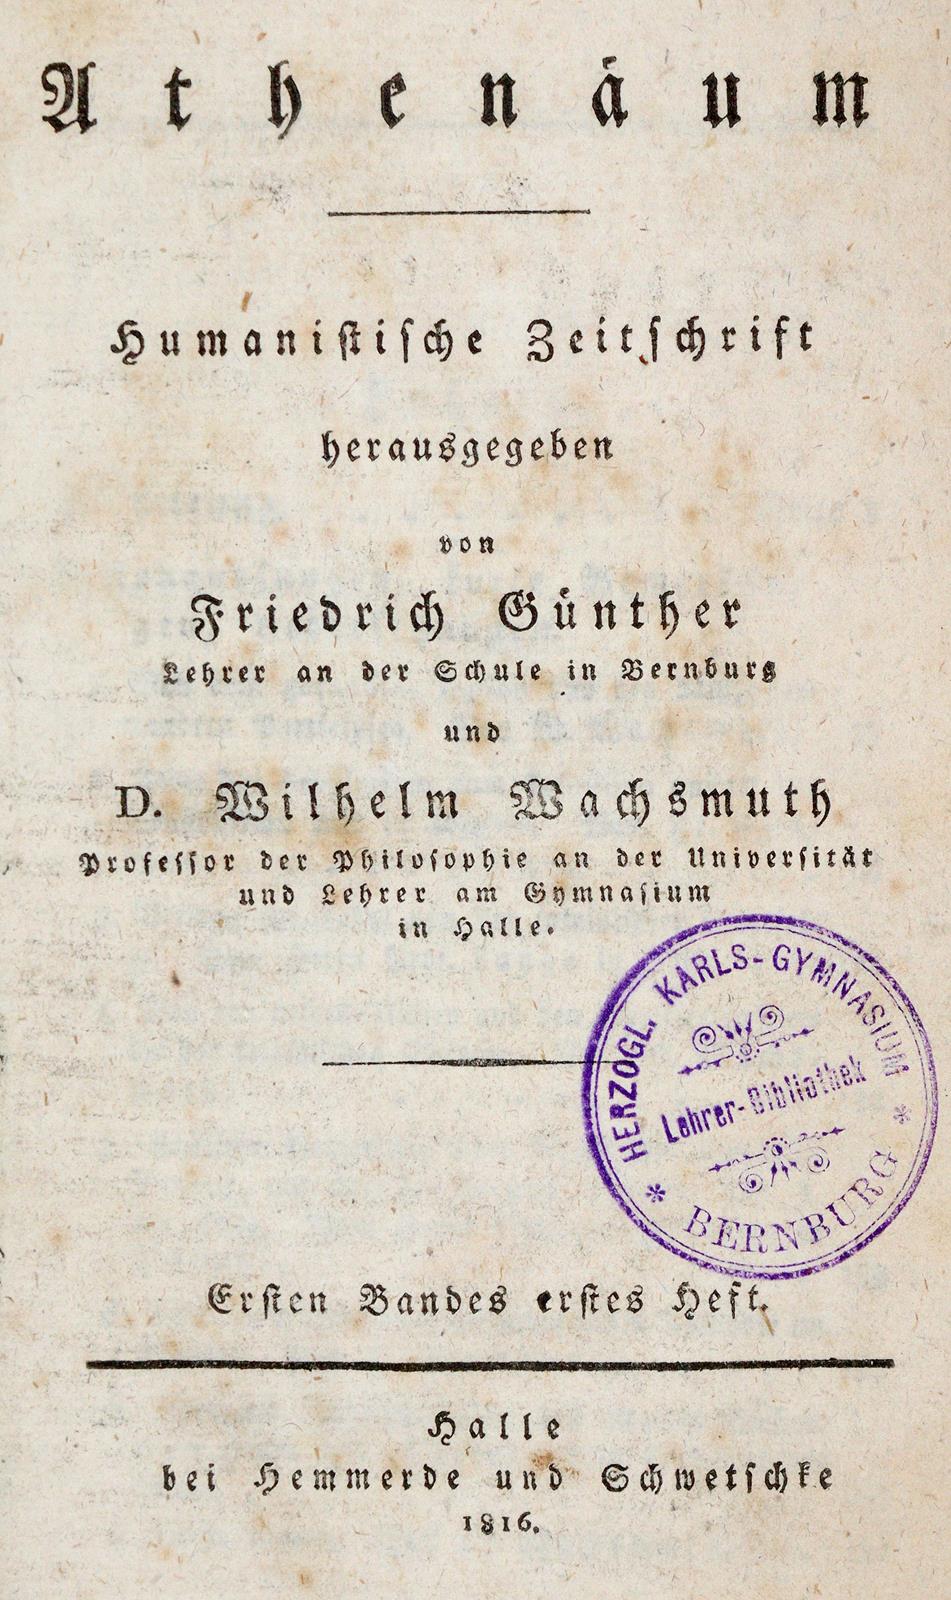 Athenäum
Humanistische Zeitschrift
herausgegeben
von
Friedrich Günther
Lehrer an der Schule in Bernburg
und
D. Wilhelm Wachsmuth
Professor der Philosophie an der Universität
und Lehrer am Gymnasium
in Halle.
HERZOGL. KARLS-GYMNASIUM
Lehrer-Bibliothek
* BERNBURG *
Ersten Bandes erstes Heft.
Halle
bei Hemmerde und Schwetschke
1816.